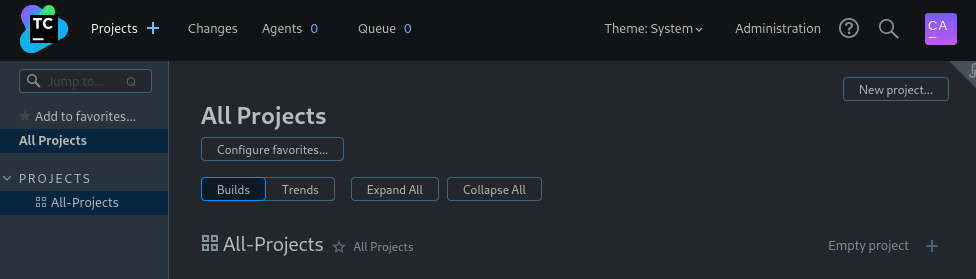 TC
Projects
Changes
Agents 0
Queue 0
Theme: System
Administration
?
CA
Jump to... Q
Add to favorites...
All Projects
PROJECTS
All-Projects
New project...
All Projects
Configure favorites...
Builds
Trends
Expand All
Collapse All
All-Projects
All Projects
Empty project